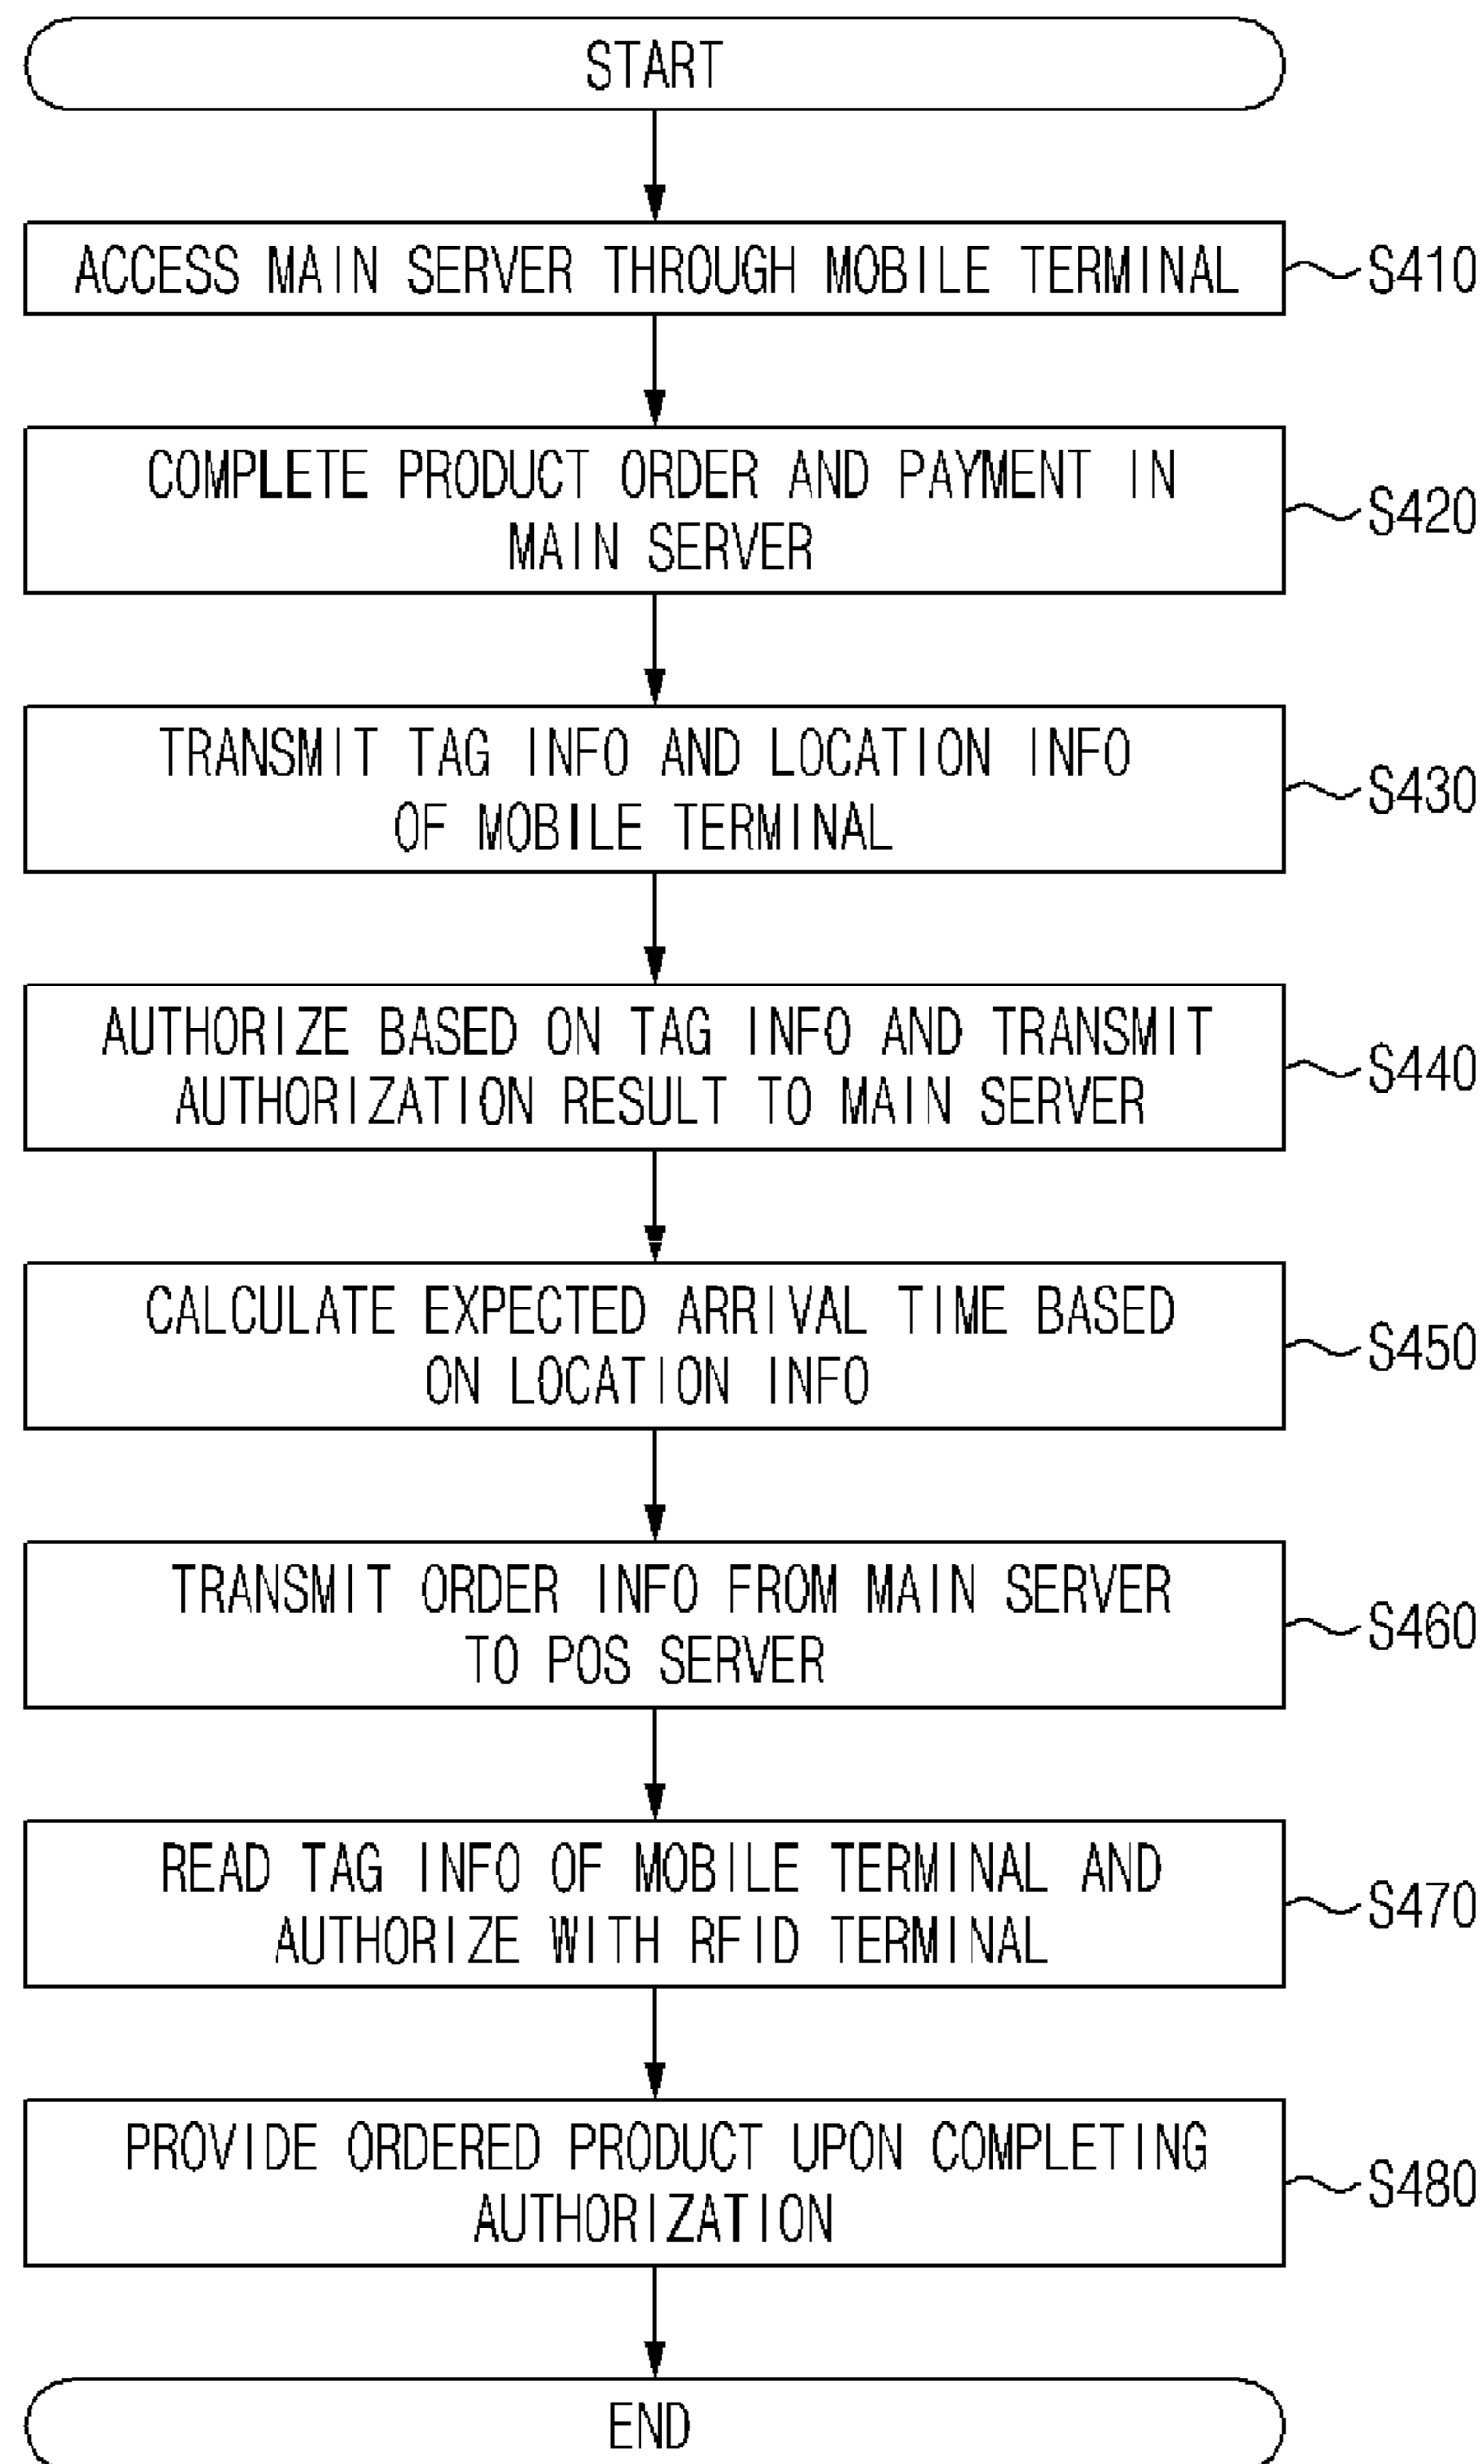 START
ACCESS MAIN SERVER THROUGH MOBILE TERMINAL
S410
COMPLETE PRODUCT ORDER AND PAYMENT IN
MAIN SERVER
S420
TRANSMIT TAG INFO AND LOCATION INFO
OF MOBILE TERMINAL
S430
AUTHORIZE BASED ON TAG INFO AND TRANSMIT
AUTHORIZATION RESULT TO MAIN SERVER
S440
CALCULATE EXPECTED ARRIVAL TIME BASED
ON LOCATION INFO
S450
TRANSMIT ORDER INFO FROM MAIN SERVER
TO POS SERVER
S460
READ TAG INFO OF MOBILE TERMINAL AND
AUTHORIZE WITH RFID TERMINAL
S470
PROVIDE ORDERED PRODUCT UPON COMPLETING
AUTHORIZATION
S480
END